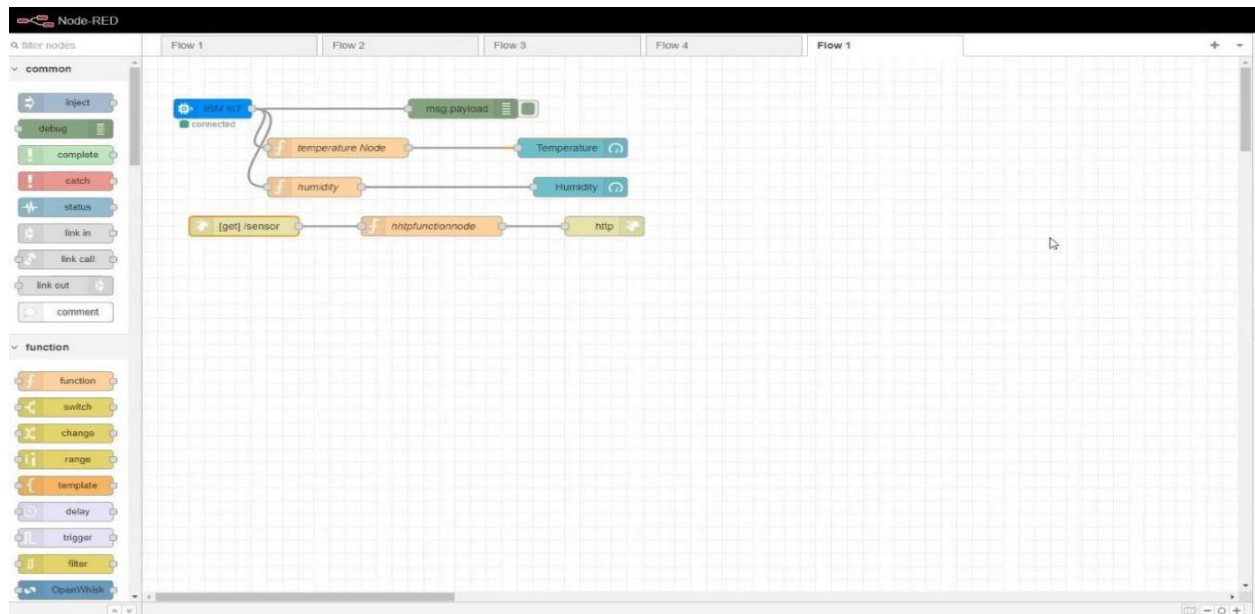 Node-RED
filter nodes
Flow 1
Flow 2
Flow 3
Flow 4
Flow 1
common
inject
debug
complete
catch
status
link in
link call
link out
comment
function
function
switch
change
range
template
delay
trigger
filter
OpenWhisk
IBM IoT
connected
msg.payload
temperature Node
Temperature
humidity
Humidity
[get] /sensor
hhtpfunctionnode
http